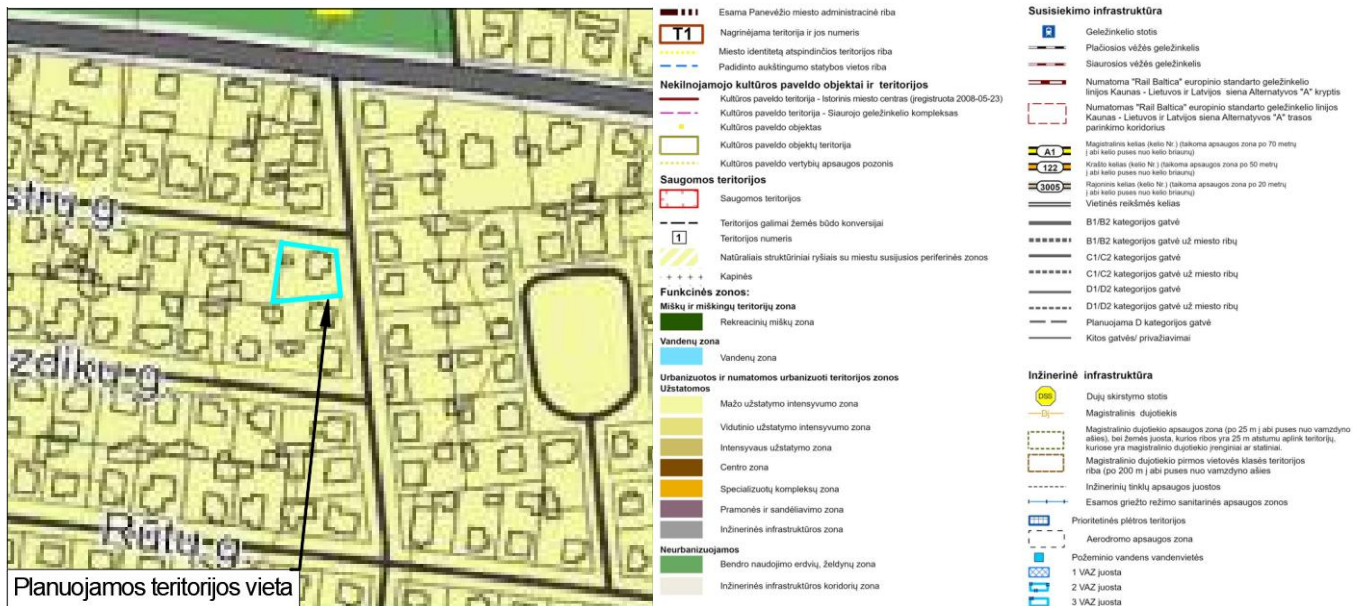 stru g.
zdiku g.
Rutu g.
Planuojamos teritorijos vieta
Esama Panevėžio miesto administracinė riba
T1
Nagrinėjama teritorija ir jos numeris
Miesto identitetą atspindinčios teritorijos riba
Padidinto aukštingumo statybos vietos riba
Nekilnojamojo kultūros paveldo objektai ir teritorijos
Kultūros paveldo teritorija - Istorinis miesto centras (įregistruota 2008-05-23)
Kultūros paveldo teritorija - Siaurojo geležinkelio kompleksas
Kultūros paveldo objektas
Kultūros paveldo objektų teritorija
Kultūros paveldo vertybių apsaugos pozonis
Saugomos teritorijos
Saugomos teritorijos
Teritorijos galimai žemės būdo konversijai
1
Teritorijos numeris
Natūraliais struktūriniai ryšiais su miestu susijusios periferinės zonos
Kapinės
Funkcinės zonos:
Miškų ir miškingų teritorijų zona
Rekreacinių miškų zona
Vandenų zona
Vandenų zona
Urbanizuotos ir numatomos urbanizuoti teritorijos zonos
Užstatomos
Mažo užstatymo intensyvumo zona
Vidutinio užstatymo intensyvumo zona
Intensyvaus užstatymo zona
Centro zona
Specializuotų kompleksų zona
Pramonės ir sandėliavimo zona
Inžinerinės infrastruktūros zona
Neurbanizuojamos
Bendro naudojimo erdvių, želdynų zona
Inžinerinės infrastruktūros koridorių zona
Susisiekimo infrastruktūra
Geležinkelio stotis
Plačiosios vėžės geležinkelis
Siaurosios vėžės geležinkelis
Numatoma "Rail Baltica" europinio standarto geležinkelio
linijos Kaunas - Lietuvos ir Latvijos siena Alternatyvos "A" kryptis
Numatomas "Rail Baltica" europinio standarto geležinkelio linijos
Kaunas - Lietuvos ir Latvijos siena Alternatyvos "A" trasos
parinkimo koridorius
A1
Magistralinis kelias (kelio Nr.) (taikoma apsaugos zona po 70 metrų
į abi kelio puses nuo kelio briaunų)
122
Krašto kelias (kelio Nr.) (taikoma apsaugos zona po 50 metrų
į abi kelio puses nuo kelio briaunų)
3005
Rajoninis kelias (kelio Nr.) (taikoma apsaugos zona po 20 metrų
į abi kelio puses nuo kelio briaunų)
Vietinės reikšmės kelias
B1/B2 kategorijos gatvė
B1/B2 kategorijos gatvė už miesto ribų
C1/C2 kategorijos gatvė
C1/C2 kategorijos gatvė už miesto ribų
D1/D2 kategorijos gatvė
D1/D2 kategorijos gatvė už miesto ribų
Planuojama D kategorijos gatvė
Kitos gatvės/ privažiavimai
Inžinerinė infrastruktūra
DSS
Dujų skirstymo stotis
Dj
Magistralinis dujotiekis
Magistralinio dujotiekio apsaugos zona (po 25 m į abi puses nuo vamzdyno
ašies), bei žemės juosta, kurios ribos yra 25 m atstumu aplink teritorijų,
kuriose yra magistralinio dujotiekio įrenginiai ar statiniai.
Magistralinio dujotiekio pirmos vietovės klasės teritorijos
riba (po 200 m į abi puses nuo vamzdyno ašies
Inžinerinių tinklų apsaugos juostos
Esamos griežto režimo sanitarinės apsaugos zonos
Prioritetinės plėtros teritorijos
Aerodromo apsaugos zona
Požeminio vandens vandenvietės
1 VAZ juosta
2 VAZ juosta
3 VAZ juosta